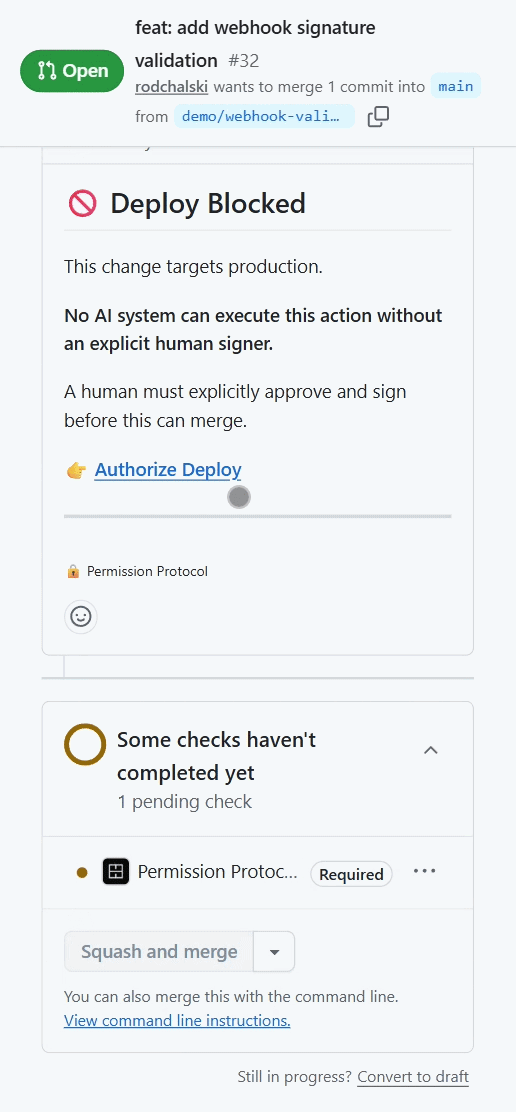 feat: add webhook signature
validation #32
Open
rodchalski wants to merge 1 commit into main
from demo/webhook-vali...
Deploy Blocked
This change targets production.
No AI system can execute this action without
an explicit human signer.
A human must explicitly approve and sign
before this can merge.
Authorize Deploy
Permission Protocol
Some checks haven't
completed yet
1 pending check
Permission Protoc... Required
Squash and merge
You can also merge this with the command line.
View command line instructions.
Still in progress? Convert to draft